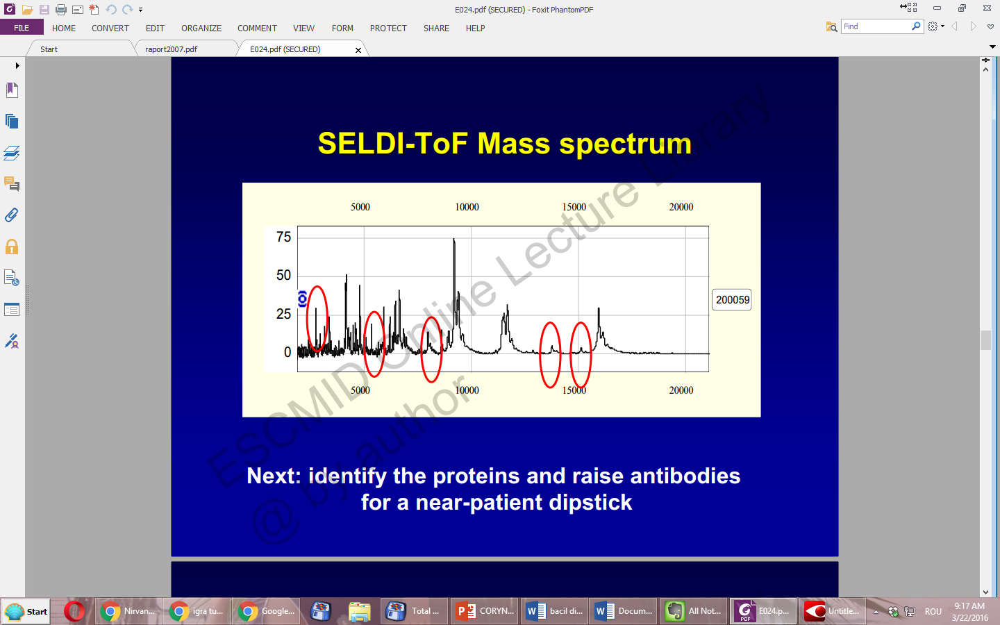 E024.pdf (SECURED) - Foxit PhantomPDF
FILE HOME CONVERT EDIT ORGANIZE COMMENT VIEW FORM PROTECT SHARE HELP
Find
Start raport2007.pdf E024.pdf (SECURED)
SELDI-ToF Mass spectrum
5000 10000 15000 20000
75
50
25
0
200059
5000 10000 15000 20000
ESCMID Online Lecture Library
@ by author
Next: identify the proteins and raise antibodies
for a near-patient dipstick
Start Nirvan... igra tu... Google... Total ... CORYN... bacil di... Docum... All Not... E024.p... Untitle... ROU 9:17 AM
3/22/2016